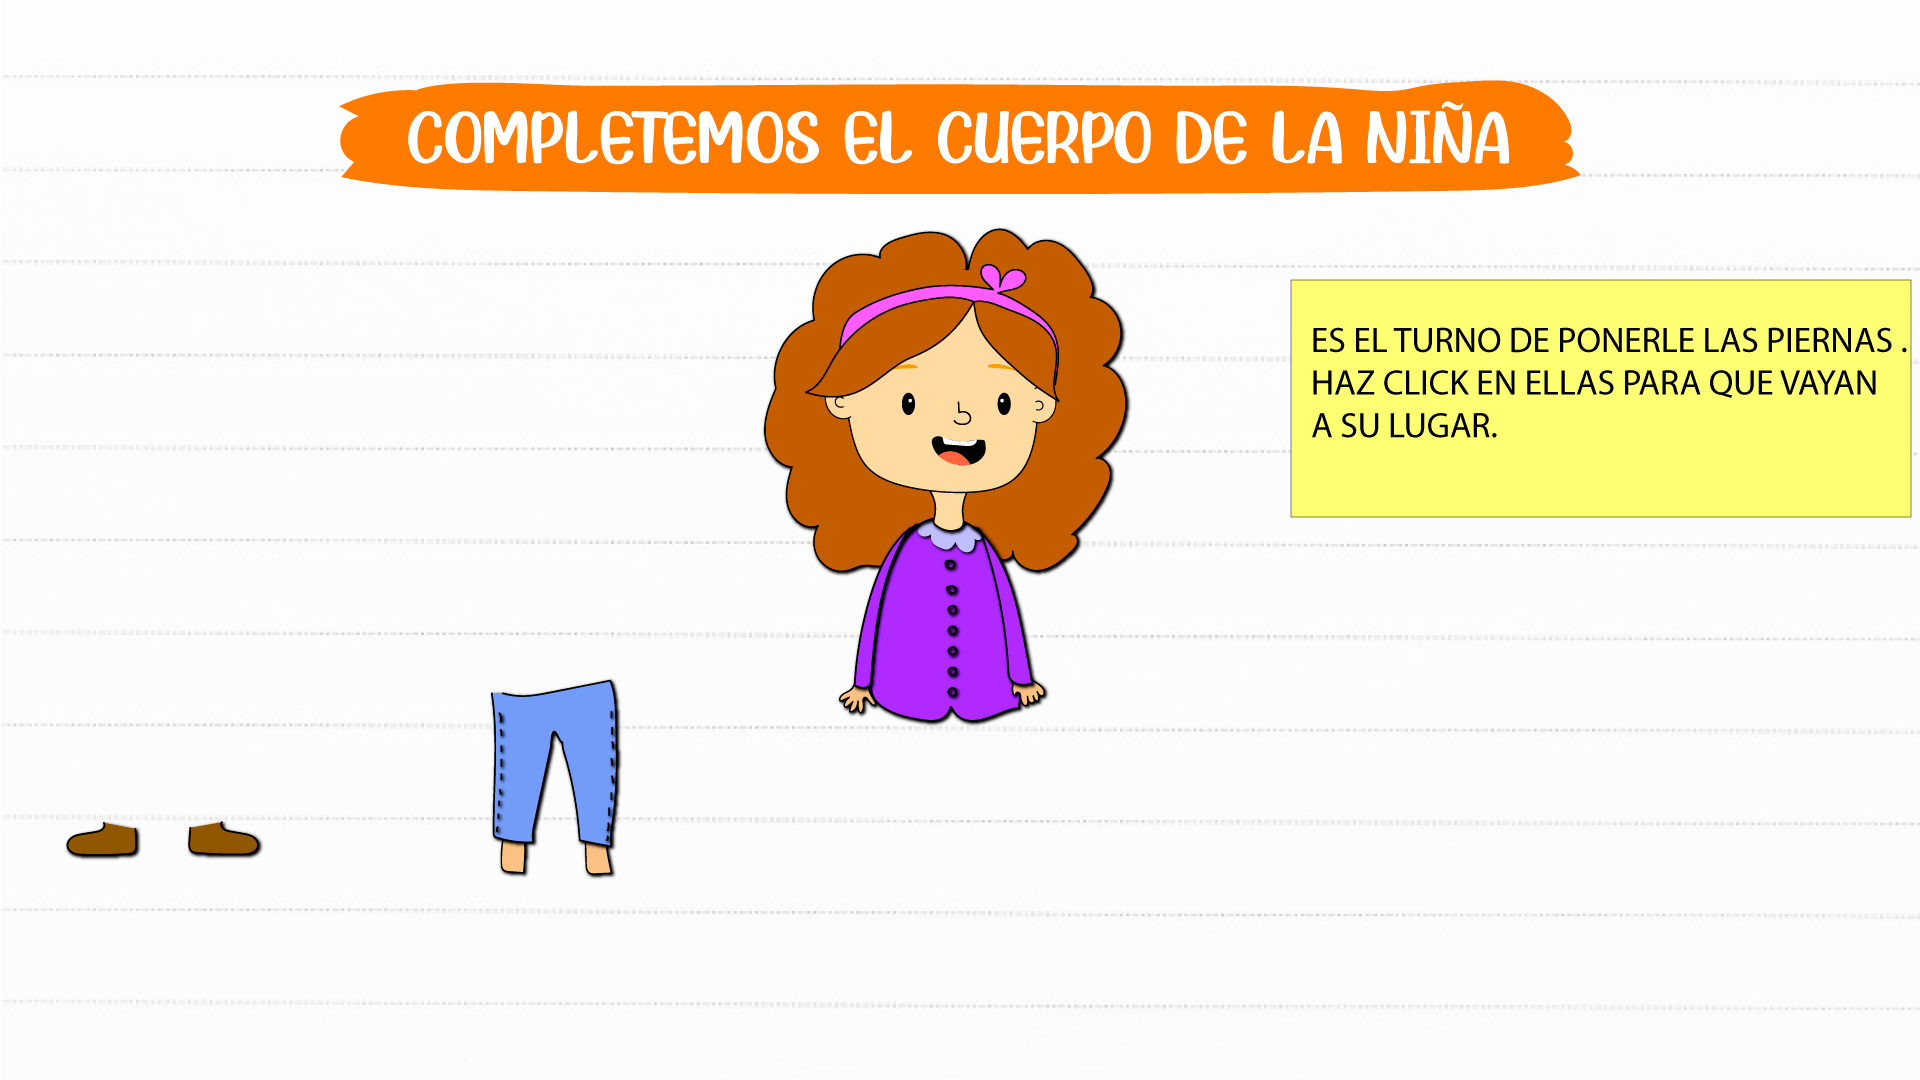 COMPLETEMOS EL CUERPO DE LA NIÑA
ES EL TURNO DE PONERLE LAS PIERNAS .
HAZ CLICK EN ELLAS PARA QUE VAYAN
A SU LUGAR.